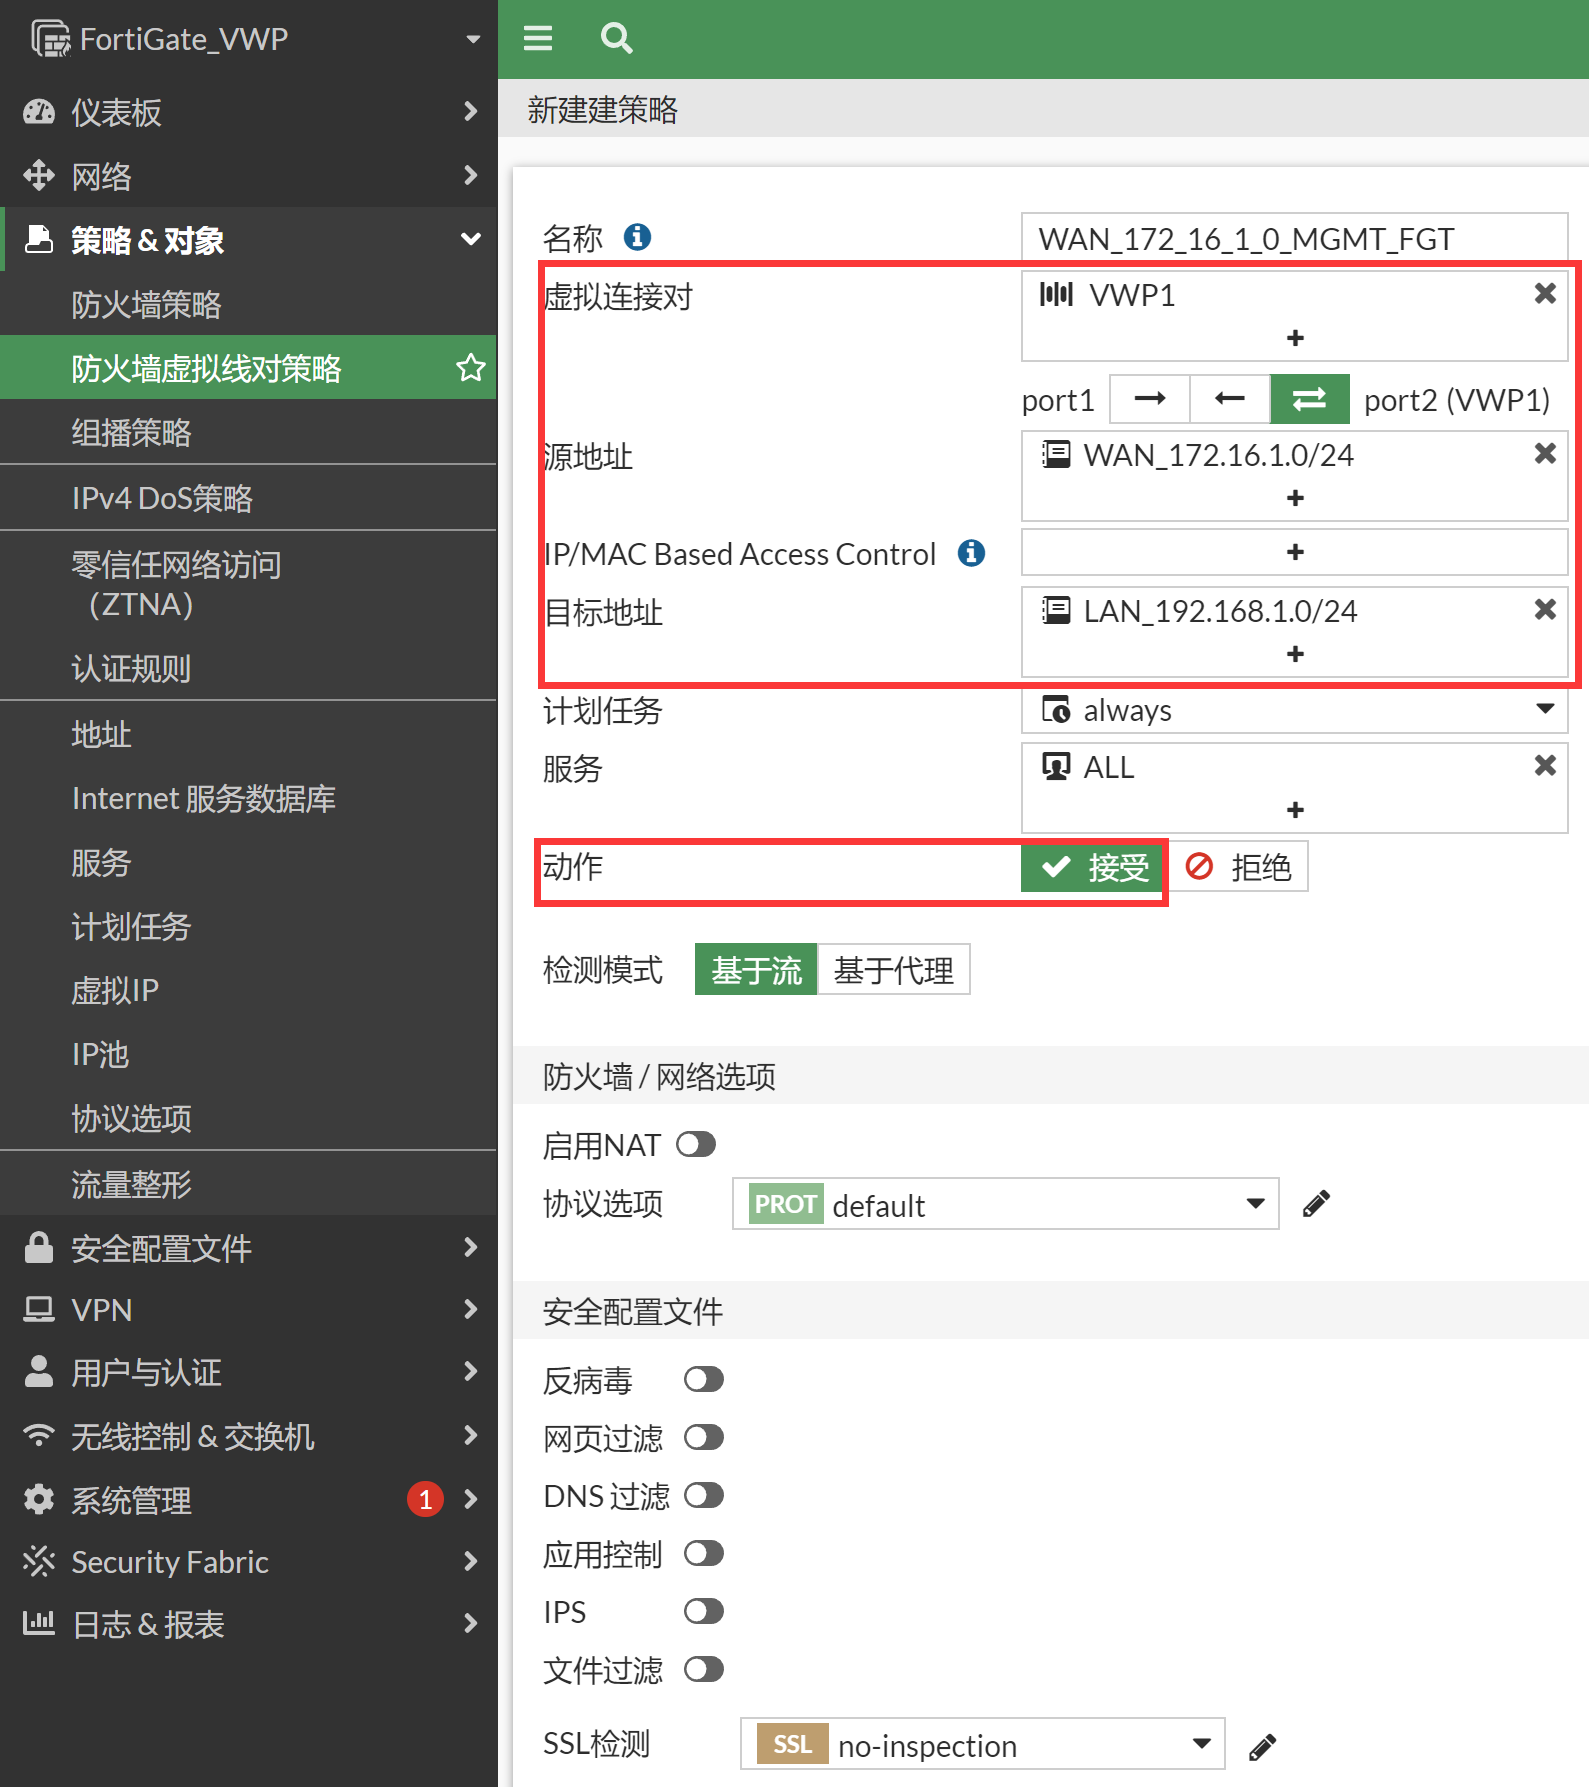 FortiGate_VWP
仪表板
网络
策略 & 对象
防火墙策略
防火墙虚拟线对策略
组播策略
IPv4 DoS策略
零信任网络访问
（ZTNA）
认证规则
地址
Internet 服务数据库
服务
计划任务
虚拟IP
IP池
协议选项
流量整形
安全配置文件
VPN
用户与认证
无线控制 & 交换机
系统管理 1
Security Fabric
日志 & 报表
新建建策略
名称 WAN_172_16_1_0_MGMT_FGT
虚拟连接对 VWP1
port1 port2 (VWP1)
源地址 WAN_172.16.1.0/24
IP/MAC Based Access Control
目标地址 LAN_192.168.1.0/24
计划任务 always
服务 ALL
动作 接受 拒绝
检测模式 基于流 基于代理
防火墙 / 网络选项
启用NAT
协议选项 PROT default
安全配置文件
反病毒
网页过滤
DNS 过滤
应用控制
IPS
文件过滤
SSL检测 SSL no-inspection